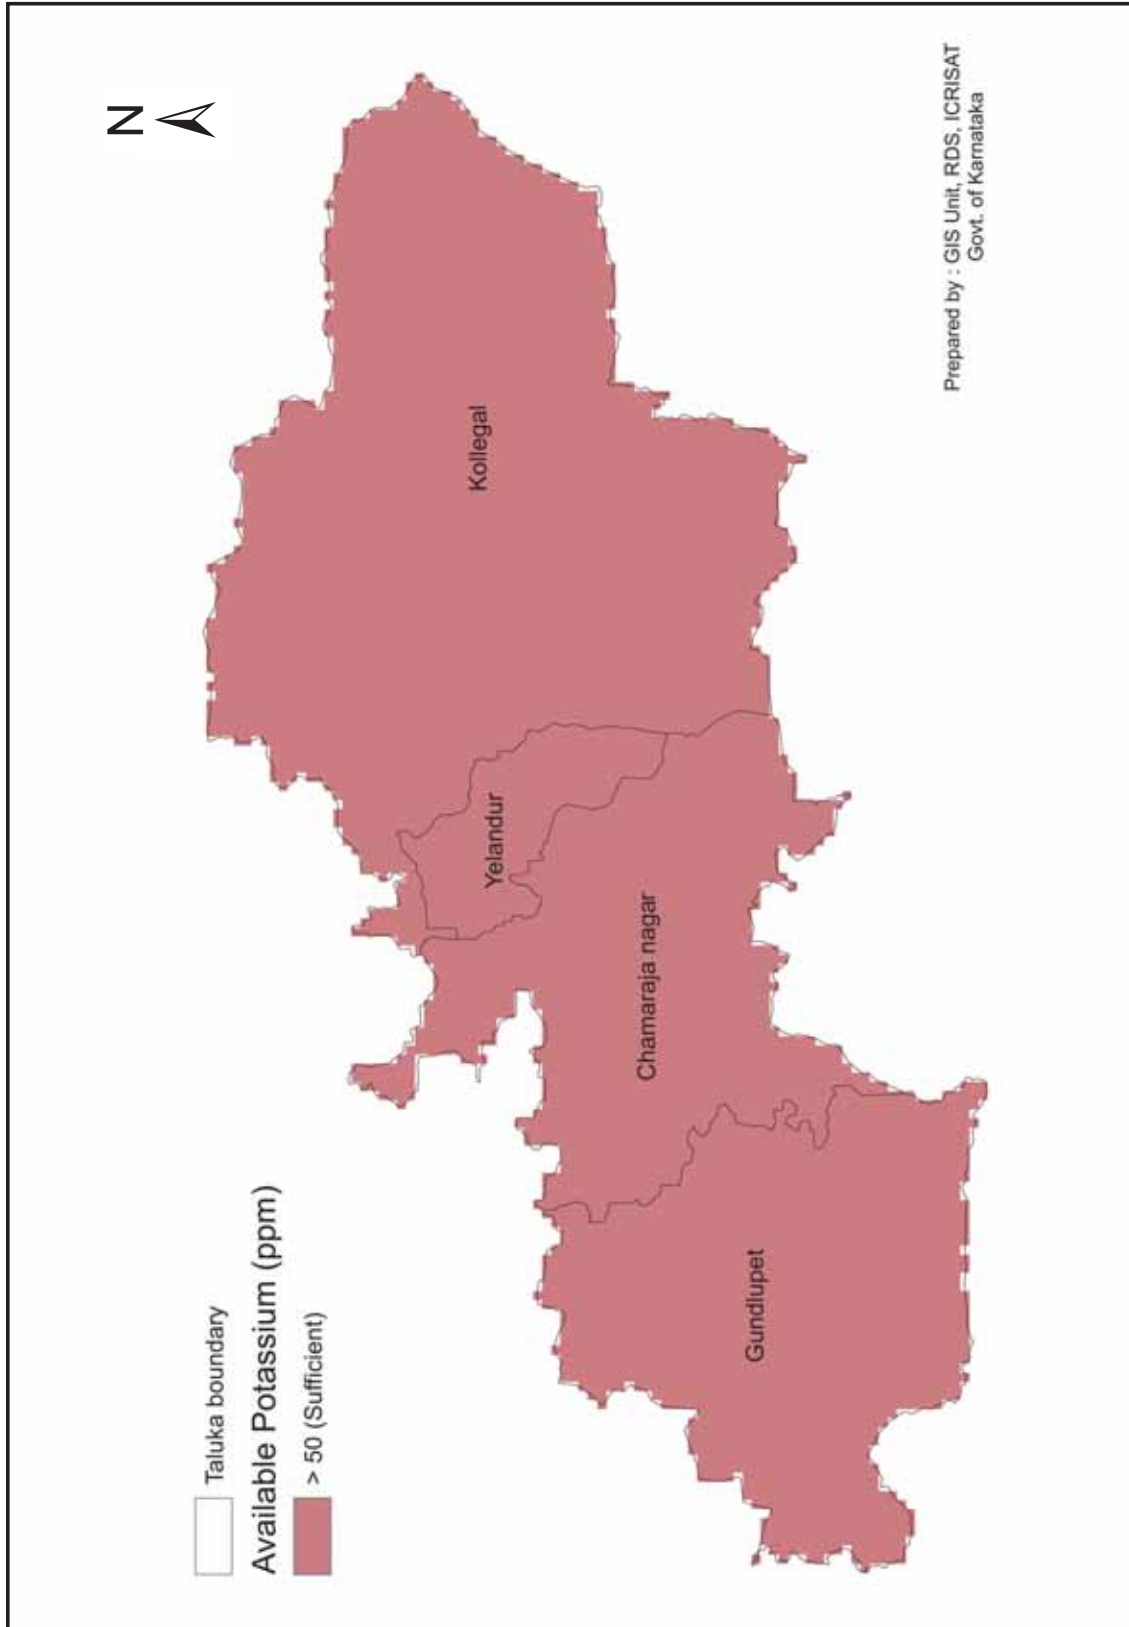 N
Taluka boundary
Available Potassium (ppm)
> 50 (Sufficient)
Kollegal
Yelandur
Chamaraja nagar
Gundlupet
Prepared by : GIS Unit, RDS, ICRISAT
Govt. of Karnataka